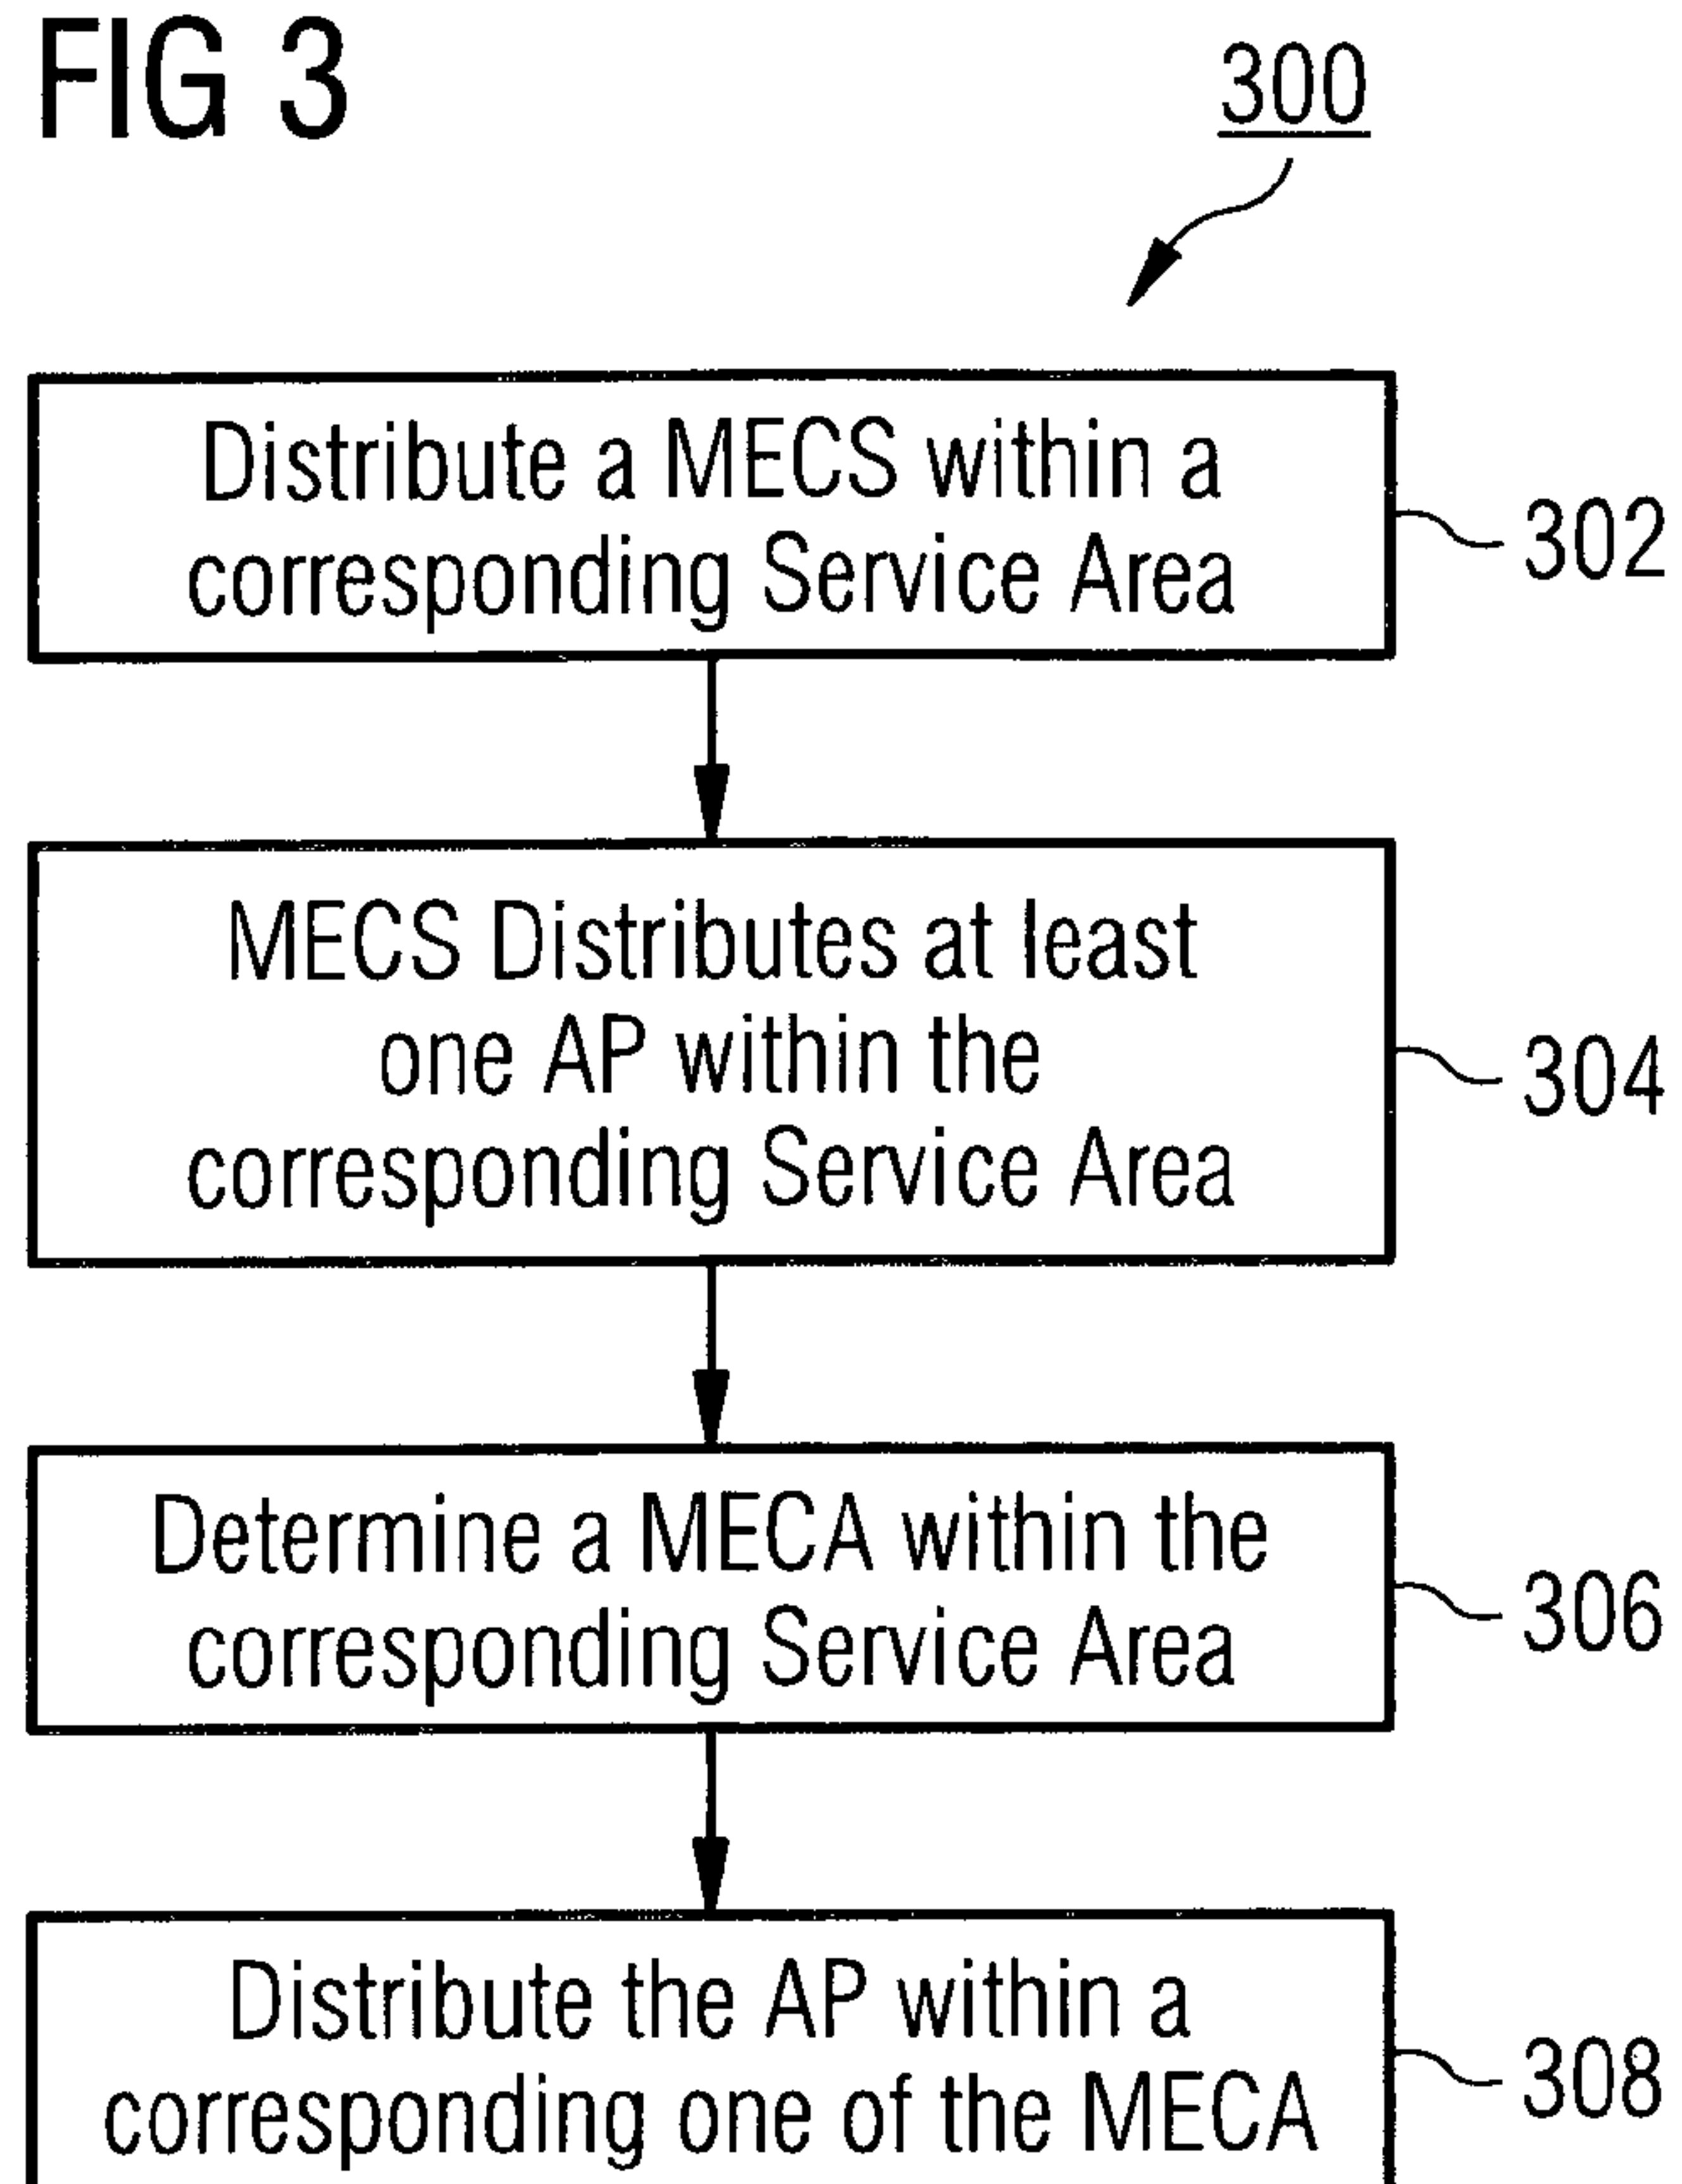 FIG 3
300
Distribute a MECS within a
corresponding Service Area
302
MECS Distributes at least
one AP within the
corresponding Service Area
304
Determine a MECA within the
corresponding Service Area
306
Distribute the AP within a
corresponding one of the MECA
308